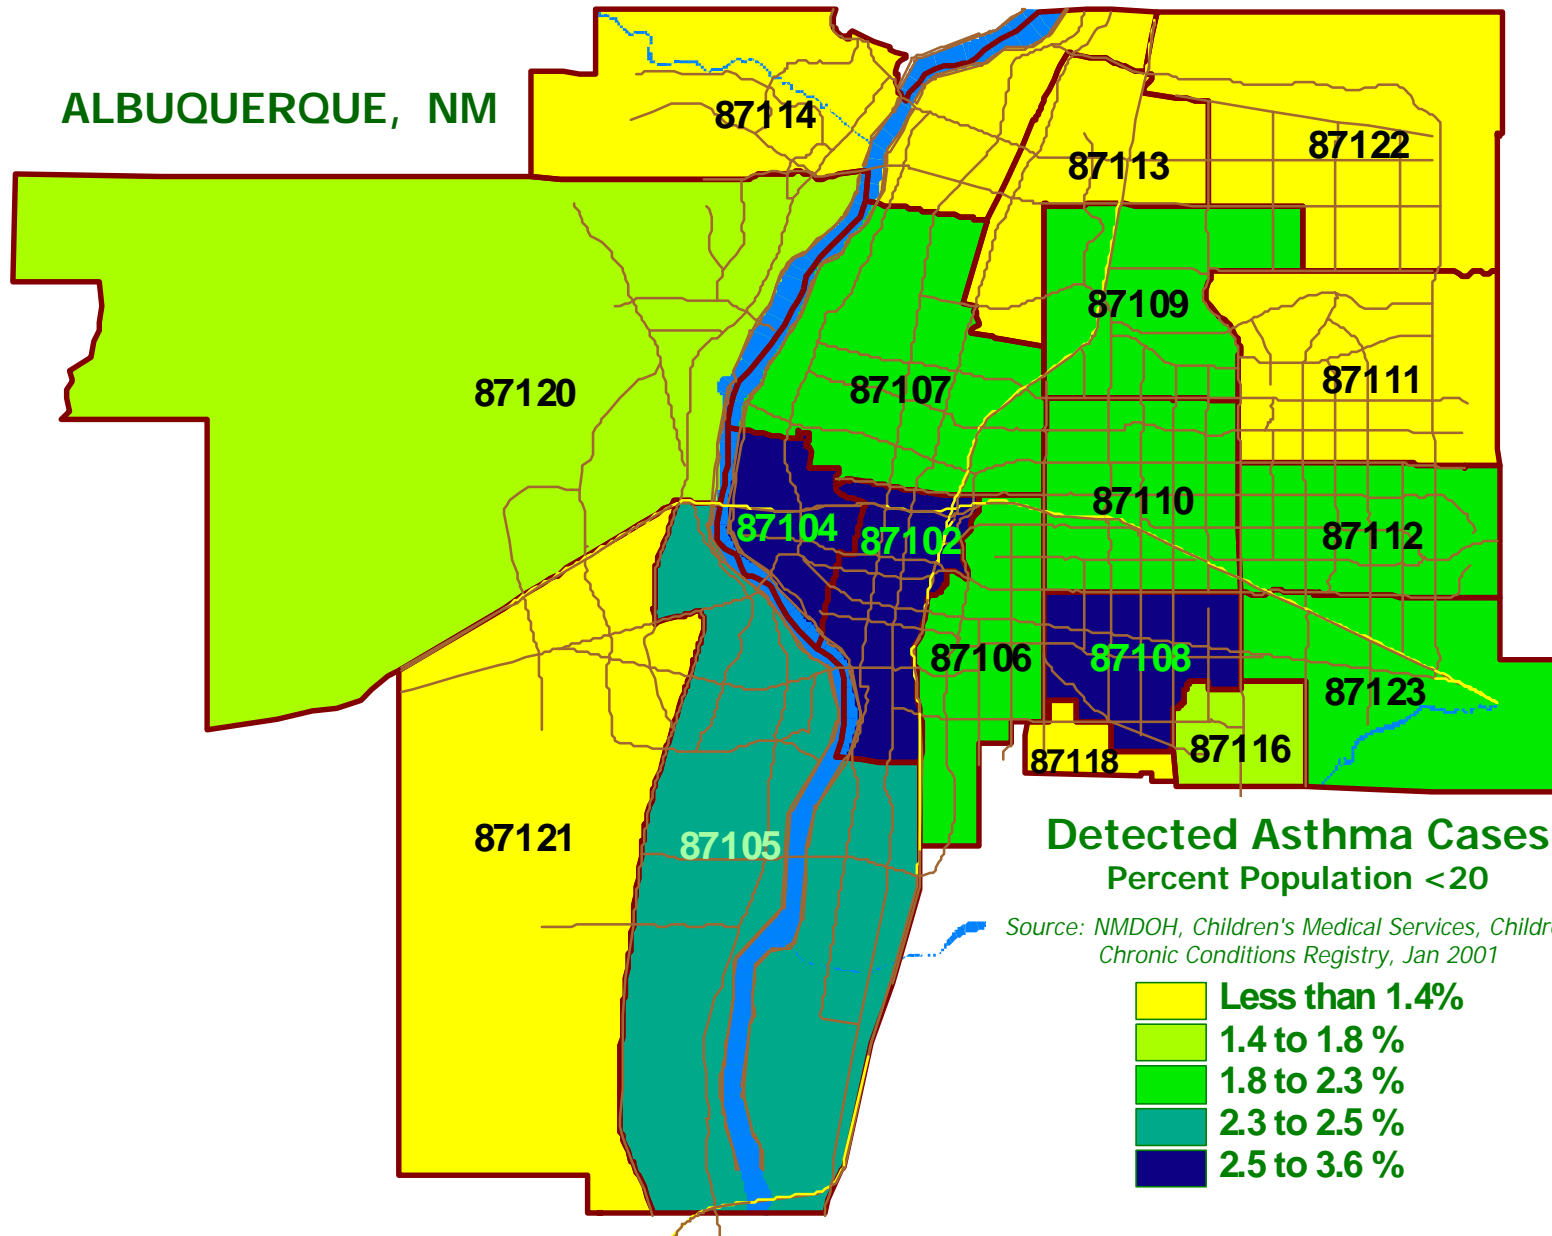 ALBUQUERQUE, NM
87114
87122
87113
87109
87111
87120
87107
87110
87104
87102
87112
87106
87108
87123
87116
87118
87121
87105
Detected Asthma Cases
Percent Population <20
Source: NMDOH, Children's Medical Services, Childre
Chronic Conditions Registry, Jan 2001
Less than 1.4%
1.4 to 1.8 %
1.8 to 2.3 %
2.3 to 2.5 %
2.5 to 3.6 %